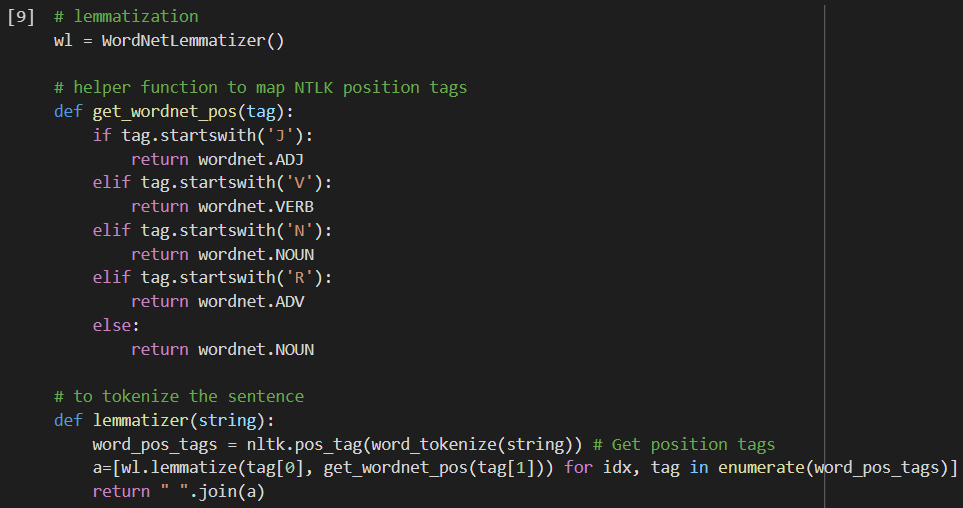 [9] # lemmatization
wl = WordNetLemmatizer()
# helper function to map NTLK position tags
def get_wordnet_pos(tag):
    if tag.startswith('J'):
        return wordnet.ADJ
    elif tag.startswith('V'):
        return wordnet.VERB
    elif tag.startswith('N'):
        return wordnet.NOUN
    elif tag.startswith('R'):
        return wordnet.ADV
    else:
        return wordnet.NOUN
# to tokenize the sentence
def lemmatizer(string):
    word_pos_tags = nltk.pos_tag(word_tokenize(string)) # Get position tags
    a=[wl.lemmatize(tag[0], get_wordnet_pos(tag[1])) for idx, tag in enumerate(word_pos_tags)]
    return " ".join(a)